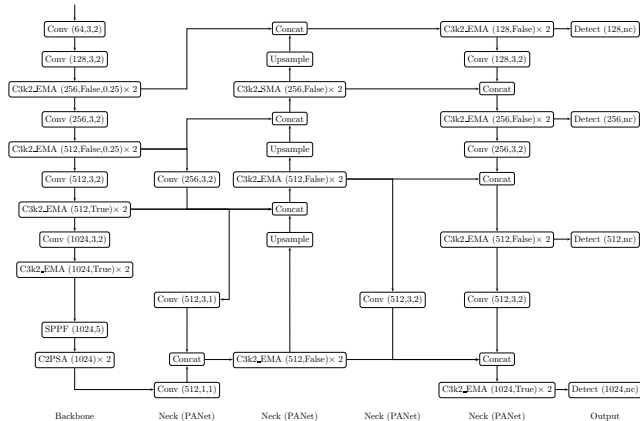 Conv (64,3,2)
Conv (128,3,2)
C3k2_EMA (256,False,0.25)× 2
Conv (256,3,2)
C3k2_EMA (512,False,0.25)× 2
Conv (512,3,2)
C3k2_EMA (512,True)× 2
Conv (1024,3,2)
C3k2_EMA (1024,True)× 2
SPPF (1024,5)
C2PSA (1024)× 2
Backbone
Conv (256,3,2)
Conv (512,3,1)
Concat
Conv (512,1,1)
Neck (PANet)
Concat
Upsample
C3k2_SMA (256,False)× 2
Concat
Upsample
C3k2_EMA (512,False)× 2
Concat
Upsample
C3k2_EMA (512,False)× 2
Neck (PANet)
Conv (512,3,2)
Neck (PANet)
C3k2_EMA (128,False)× 2
Conv (128,3,2)
Concat
C3k2_EMA (256,False)× 2
Conv (256,3,2)
Concat
C3k2_EMA (512,False)× 2
Conv (512,3,2)
Concat
C3k2_EMA (1024,True)× 2
Neck (PANet)
Detect (128,nc)
Detect (256,nc)
Detect (512,nc)
Detect (1024,nc)
Output